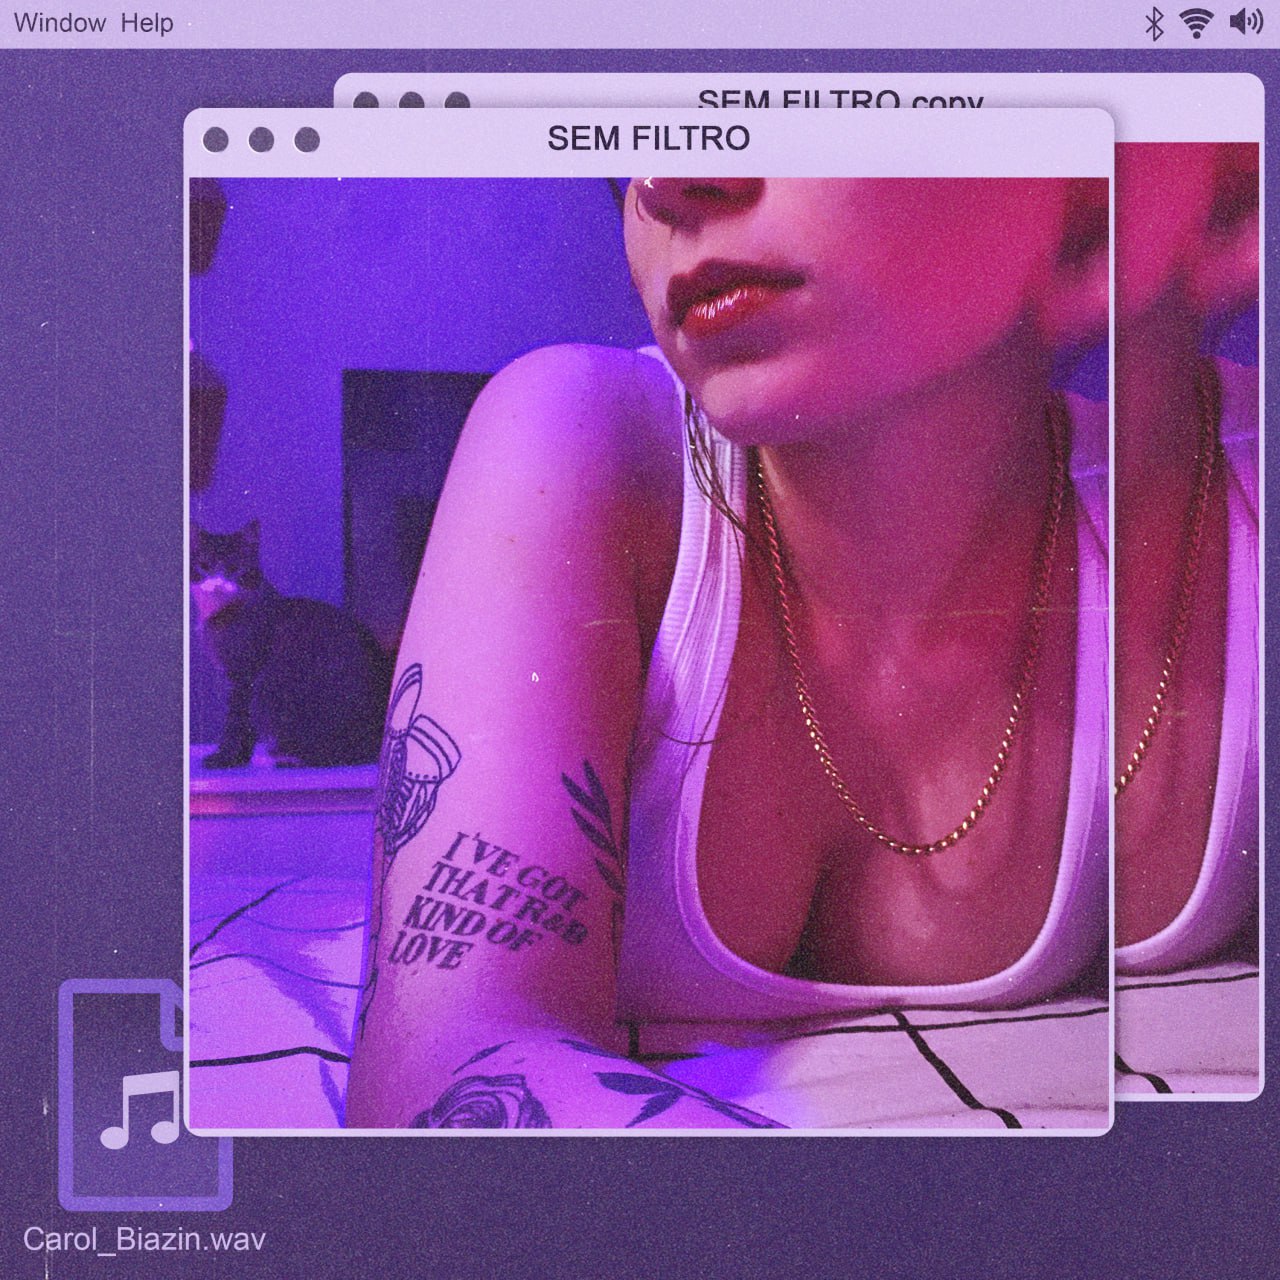 Window Help
SEM FILTRO copy
SEM FILTRO
I'VE GOT
THAT R&B
KIND OF
LOVE
Carol_Biazin.wav